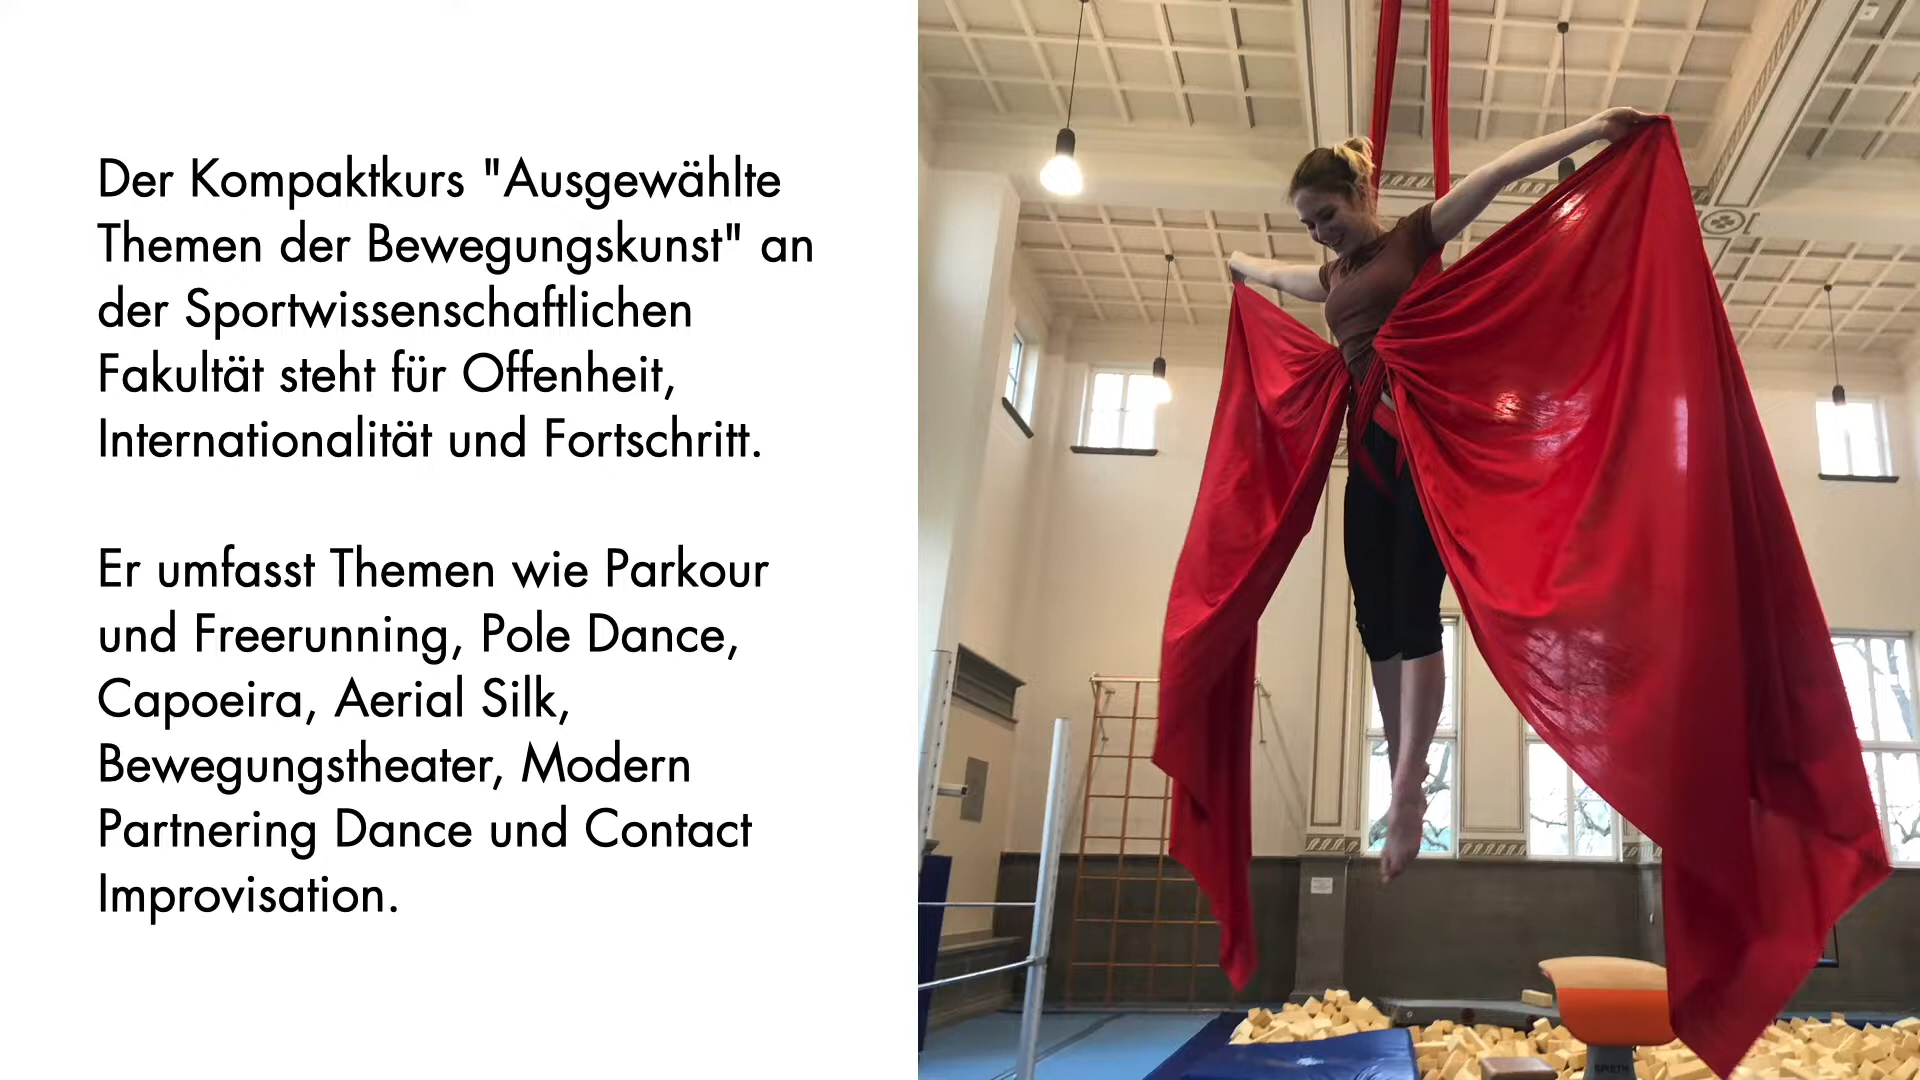 Der Kompaktkurs "Ausgewählte
Themen der Bewegungskunst" an
der Sportwissenschaftlichen
Fakultät steht für Offenheit,
Internationalität und Fortschritt.
Er umfasst Themen wie Parkour
und Freerunning, Pole Dance,
Capoeira, Aerial Silk,
Bewegungstheater, Modern
Partnering Dance und Contact
Improvisation.
SPIETH